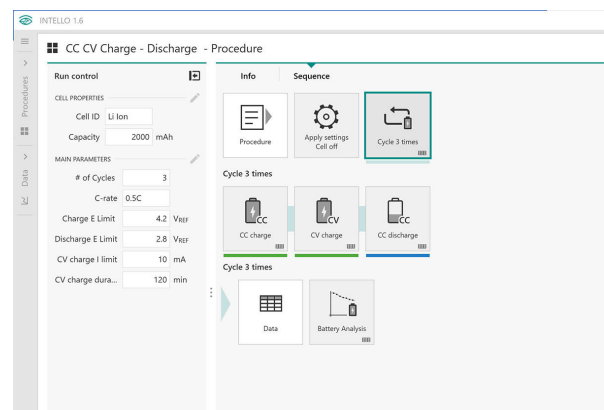 INTELLO 1.6
CC CV Charge - Discharge - Procedure
Procedures
Data
Run control
CELL PROPERTIES
Cell ID Li Ion
Capacity 2000 mAh
MAIN PARAMETERS
# of Cycles 3
C-rate 0.5C
Charge E Limit 4.2 VREF
Discharge E Limit 2.8 VREF
CV charge I limit 10 mA
CV charge dura... 120 min
Info Sequence
Procedure
Apply settings
Cell off
Cycle 3 times
Cycle 3 times
CC
CC charge
CV
CV charge
CC
CC discharge
Cycle 3 times
Data
Battery Analysis